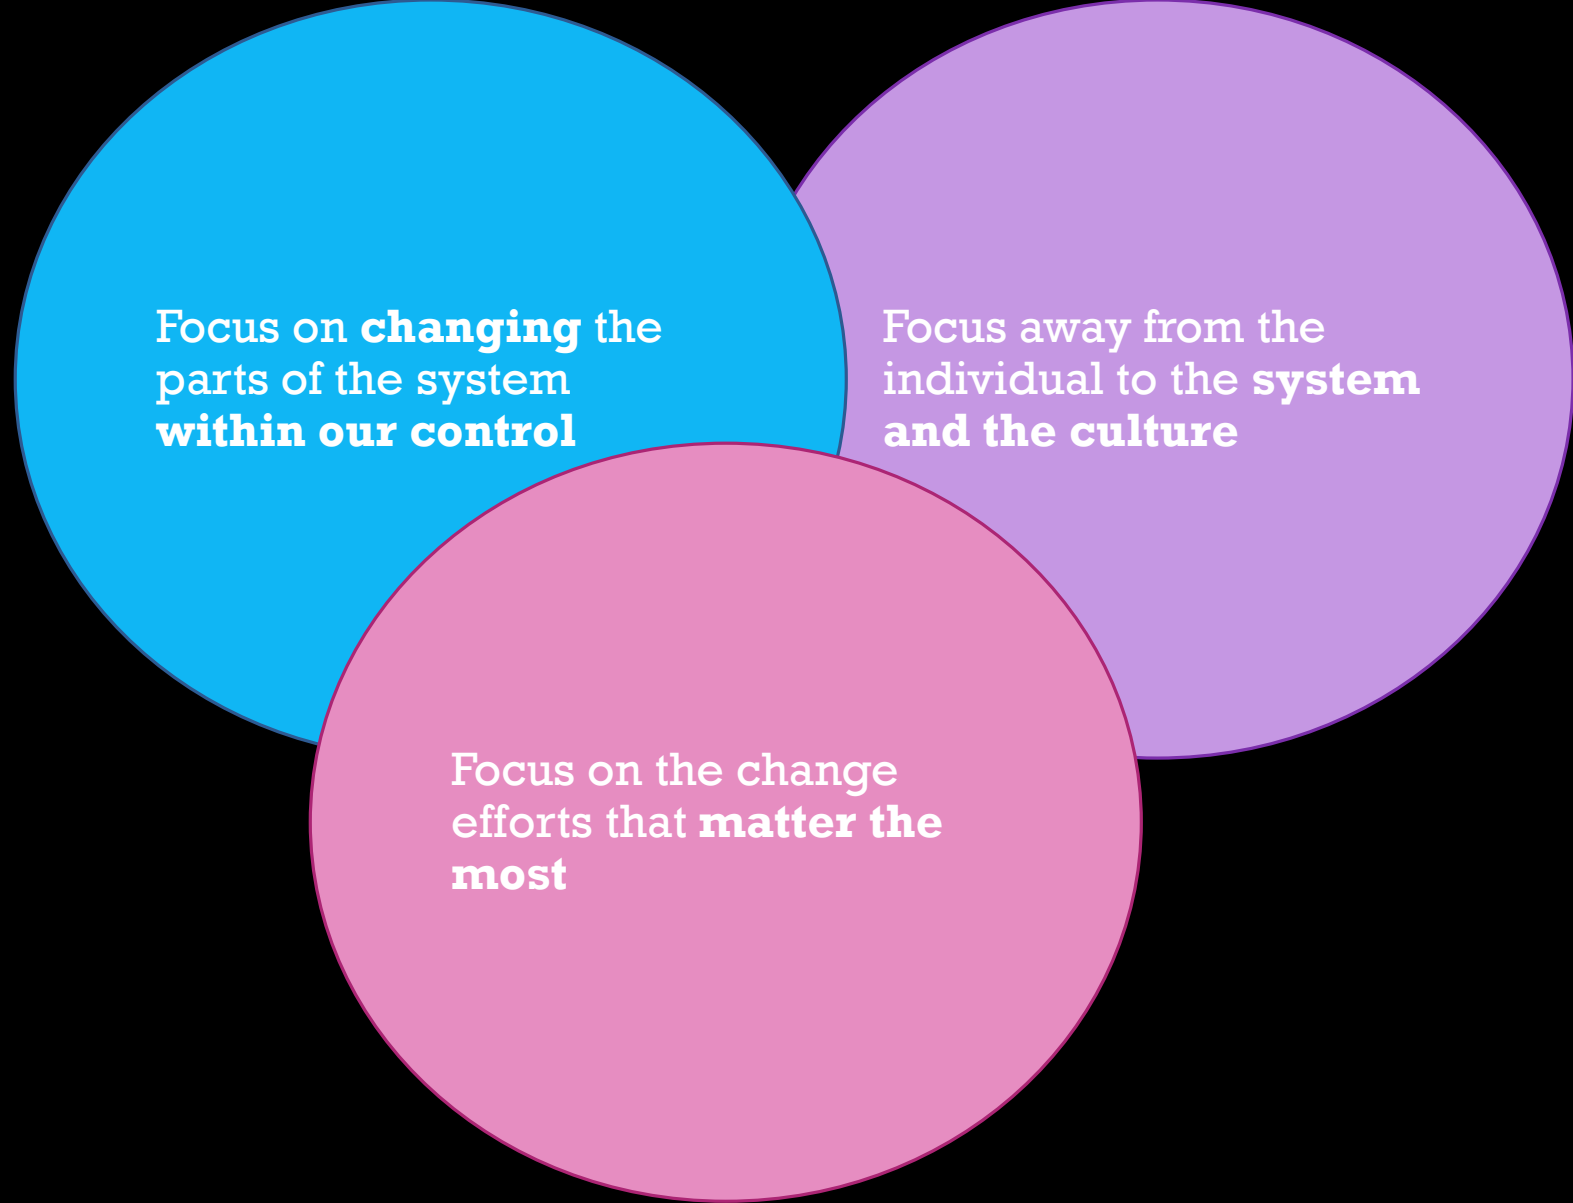 Focus on changing the
parts of the system
within our control
Focus away from the
individual to the system
and the culture
Focus on the change
efforts that matter the
most